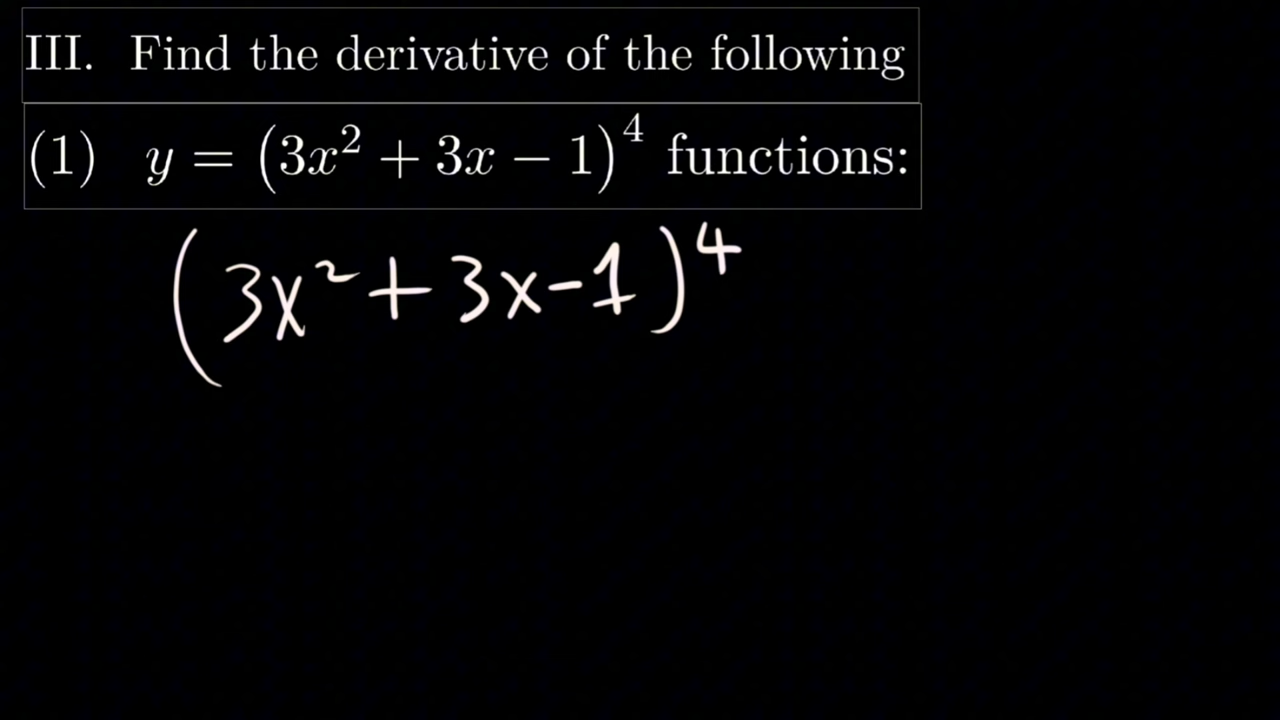 III. Find the derivative of the following
(1) y = (3x² + 3x − 1)⁴ functions:
(3x² + 3x - 1)⁴